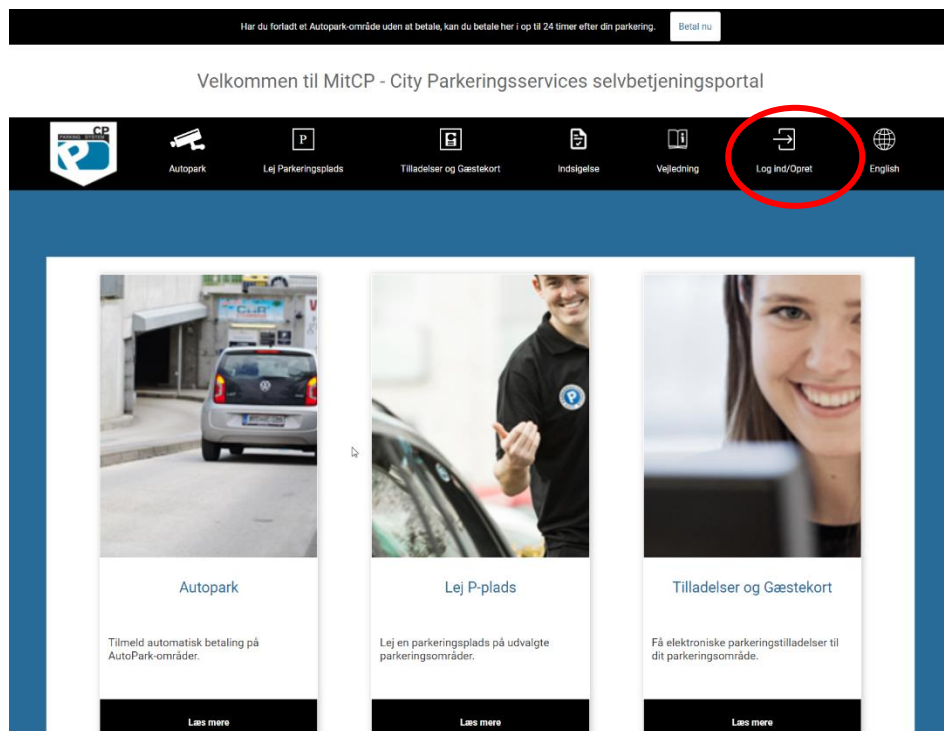 Har du forladt et Autopark-område uden at betale, kan du betale her i op til 24 timer efter din parkering.
Betal nu
Velkommen til MitCP - City Parkeringsservices selvbetjeningsportal
CP
PARKING SYSTEM
P
Autopark
P
Lej Parkeringsplads
Tilladelser og Gæstekort
Indsigelse
Vejledning
Log ind/Opret
English
Autopark
Tilmeld automatisk betaling på
AutoPark-områder.
Læs mere
P
Lej P-plads
Lej en parkeringsplads på udvalgte
parkeringsområder.
Læs mere
Tilladelser og Gæstekort
Få elektroniske parkeringstilladelser til
dit parkeringsområde.
Læs mere